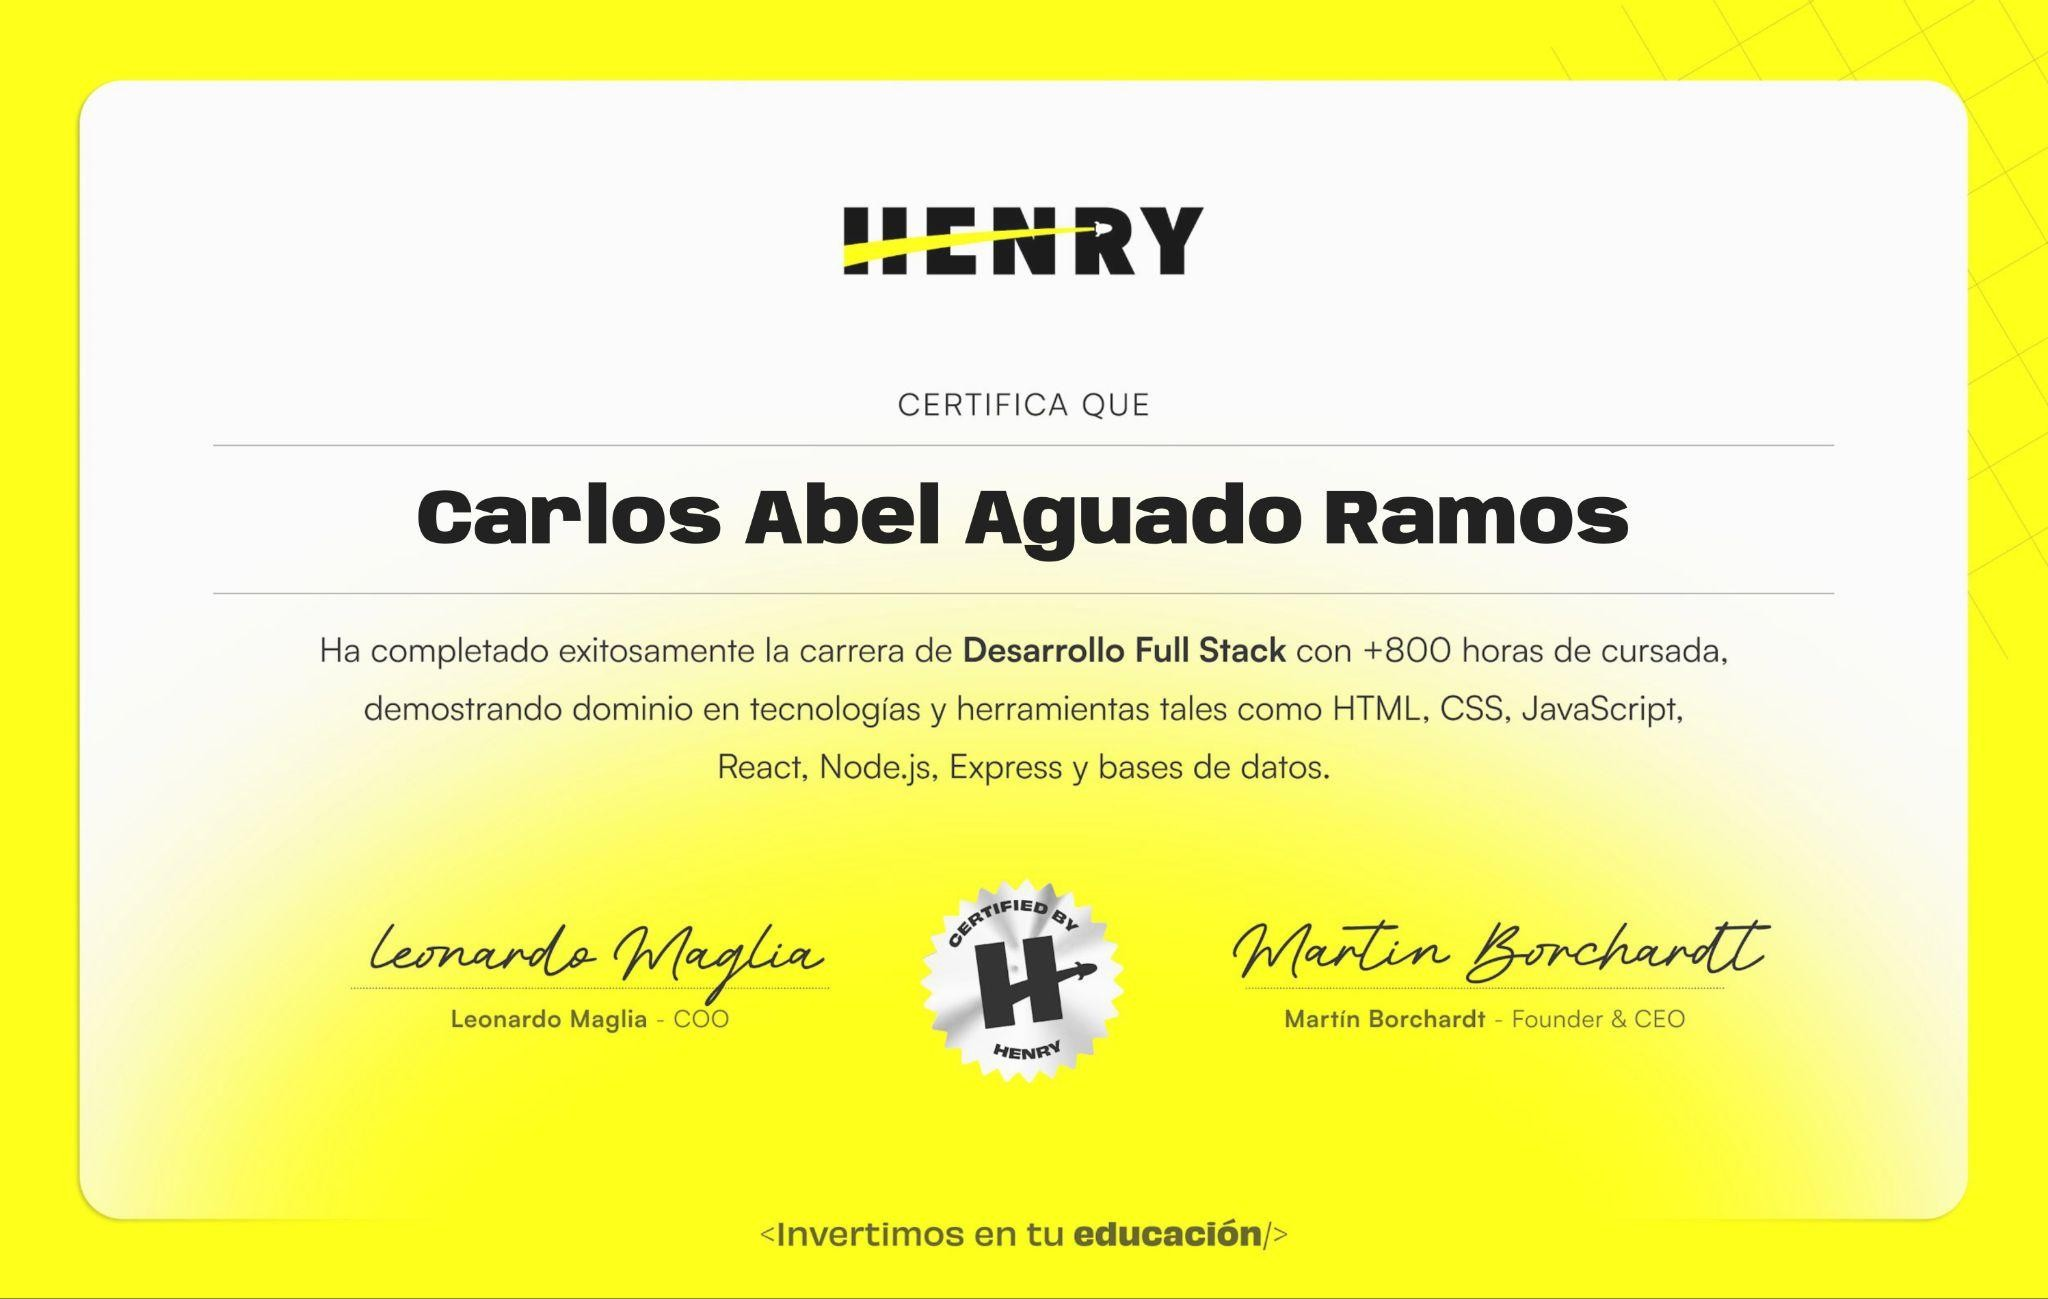 HENRY
CERTIFICA QUE
Carlos Abel Aguado Ramos
Ha completado exitosamente la carrera de Desarrollo Full Stack con +800 horas de cursada,
demostrando dominio en tecnologías y herramientas tales como HTML, CSS, JavaScript,
React, Node.js, Express y bases de datos.
Leonardo Maglia
Leonardo Maglia - COO
CERTIFIED BY
H
HENRY
Martin Borchardt
Martín Borchardt - Founder & CEO
<Invertimos en tu educación/>